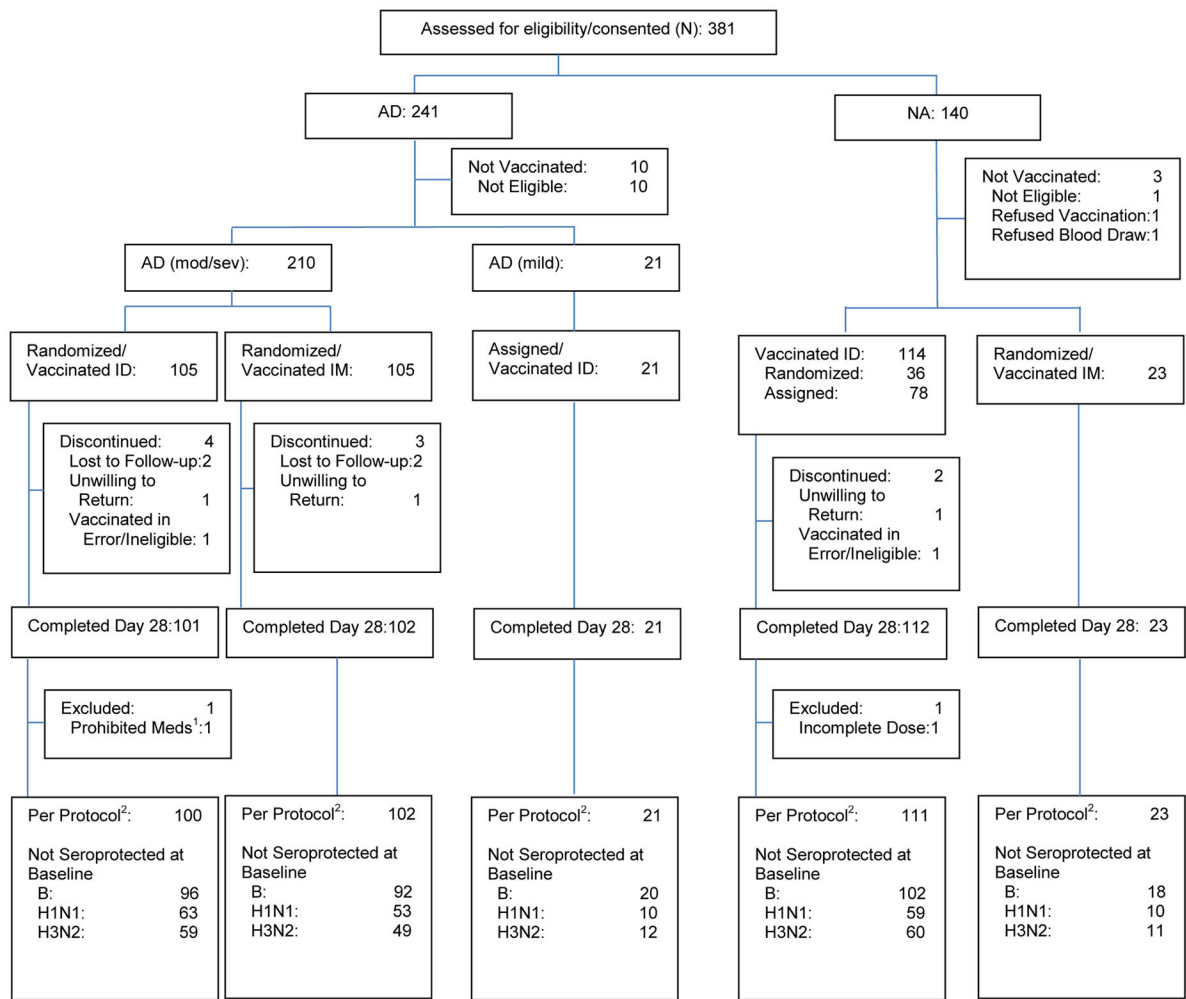 Assessed for eligibility/consented (N): 381
AD: 241
NA: 140
Not Vaccinated: 10
Not Eligible: 10
Not Vaccinated: 3
Not Eligible: 1
Refused Vaccination:1
Refused Blood Draw:1
AD (mod/sev): 210
AD (mild): 21
Randomized/
Vaccinated ID: 105
Randomized/
Vaccinated IM: 105
Assigned/
Vaccinated ID: 21
Vaccinated ID: 114
Randomized: 36
Assigned: 78
Randomized/
Vaccinated IM: 23
Discontinued: 4
Lost to Follow-up:2
Unwilling to
Return: 1
Vaccinated in
Error/Ineligible: 1
Discontinued: 3
Lost to Follow-up:2
Unwilling to
Return: 1
Discontinued: 2
Unwilling to
Return: 1
Vaccinated in
Error/Ineligible: 1
Completed Day 28:101
Completed Day 28:102
Completed Day 28: 21
Completed Day 28:112
Completed Day 28: 23
Excluded: 1
Prohibited Meds¹:1
Excluded: 1
Incomplete Dose:1
Per Protocol²: 100
Not Seroprotected at
Baseline
B: 96
H1N1: 63
H3N2: 59
Per Protocol²: 102
Not Seroprotected at
Baseline
B: 92
H1N1: 53
H3N2: 49
Per Protocol²: 21
Not Seroprotected at
Baseline
B: 20
H1N1: 10
H3N2: 12
Per Protocol²: 111
Not Seroprotected at
Baseline
B: 102
H1N1: 59
H3N2: 60
Per Protocol²: 23
Not Seroprotected at
Baseline
B: 18
H1N1: 10
H3N2: 11